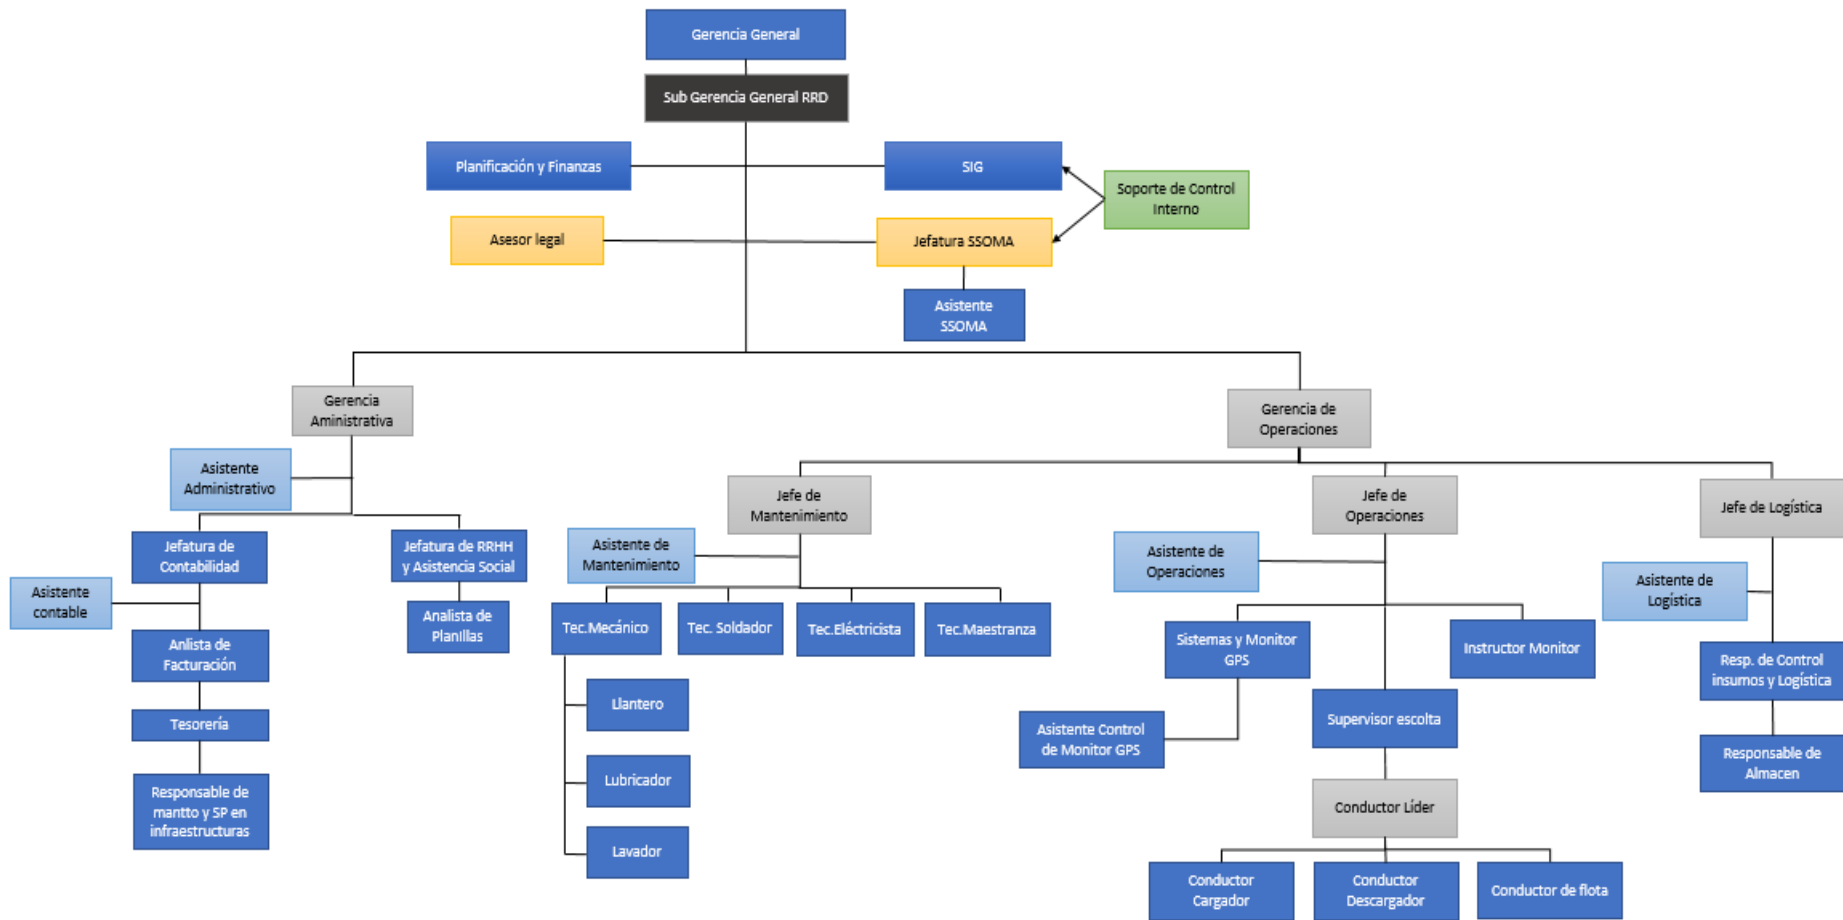 Gerencia General
Sub Gerencia General RRD
Planificación y Finanzas
SIG
Soporte de Control
Interno
Asesor legal
Jefatura SSOMA
Asistente
SSOMA
Gerencia
Aministrativa
Gerencia de
Operaciones
Asistente
Administrativo
Jefe de
Mantenimiento
Jefe de
Operaciones
Jefe de Logística
Jefatura de
Contabilidad
Jefatura de RRHH
y Asistencia Social
Asistente de
Mantenimiento
Asistente de
Operaciones
Asistente de
Logística
Asistente
contable
Analista de
Planillas
Tec.Mecánico
Tec. Soldador
Tec.Eléctricista
Tec.Maestranza
Sistemas y Monitor
GPS
Instructor Monitor
Anlista de
Facturación
Resp. de Control
insumos y Logística
Llantero
Tesorería
Asistente Control
de Monitor GPS
Supervisor escolta
Responsable de
Almacen
Lubricador
Responsable de
mantto y SP en
infraestructuras
Conductor Líder
Lavador
Conductor
Cargador
Conductor
Descargador
Conductor de flota